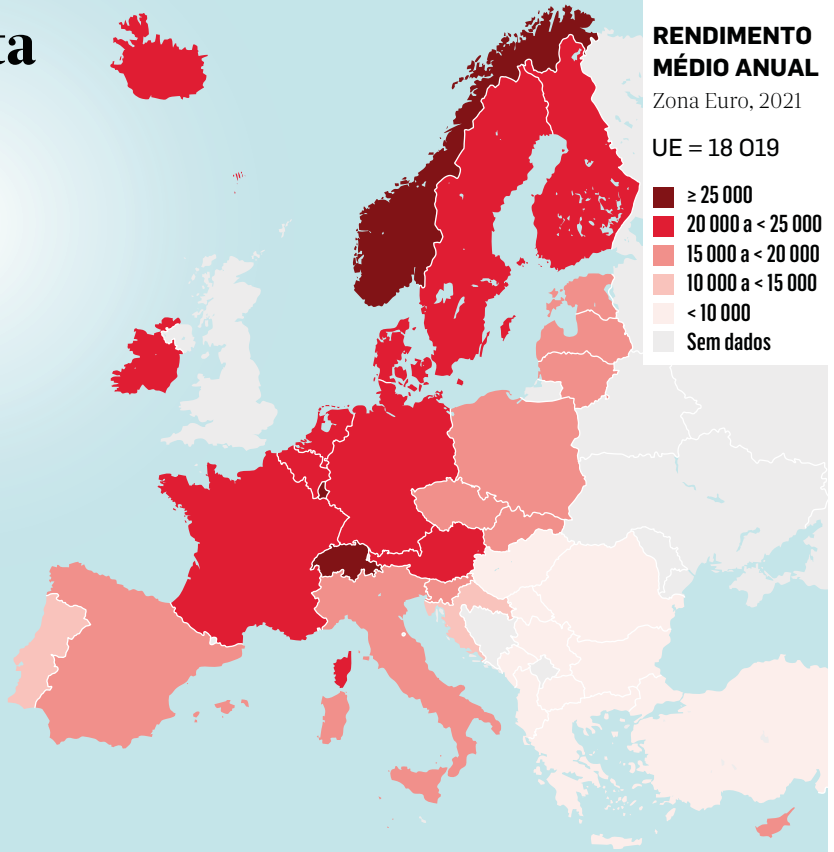 ta
RENDIMENTO
MÉDIO ANUAL
Zona Euro, 2021
UE = 18 019
≥ 25 000
20 000 a < 25 000
15 000 a < 20 000
10 000 a < 15 000
< 10 000
Sem dados